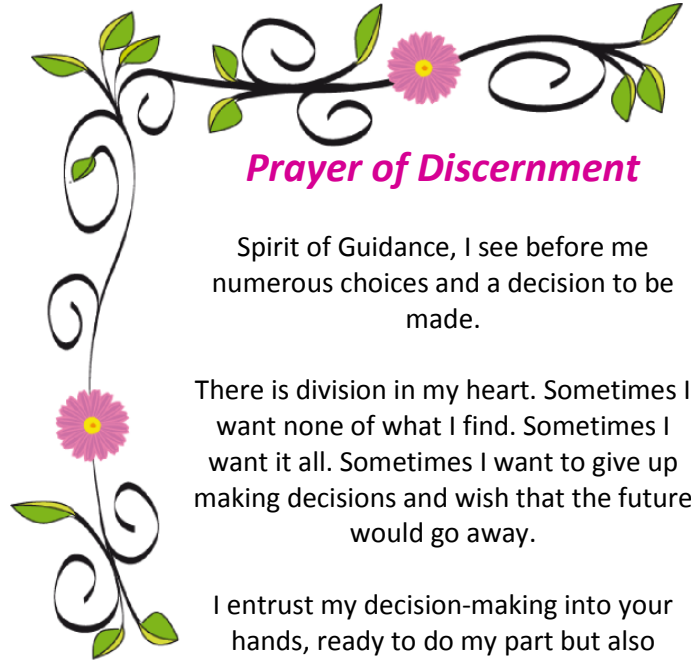 Prayer of Discernment
Spirit of Guidance, I see before me
numerous choices and a decision to be
made.
There is division in my heart. Sometimes I
want none of what I find. Sometimes I
want it all. Sometimes I want to give up
making decisions and wish that the future
would go away.
I entrust my decision-making into your
hands, ready to do my part but also